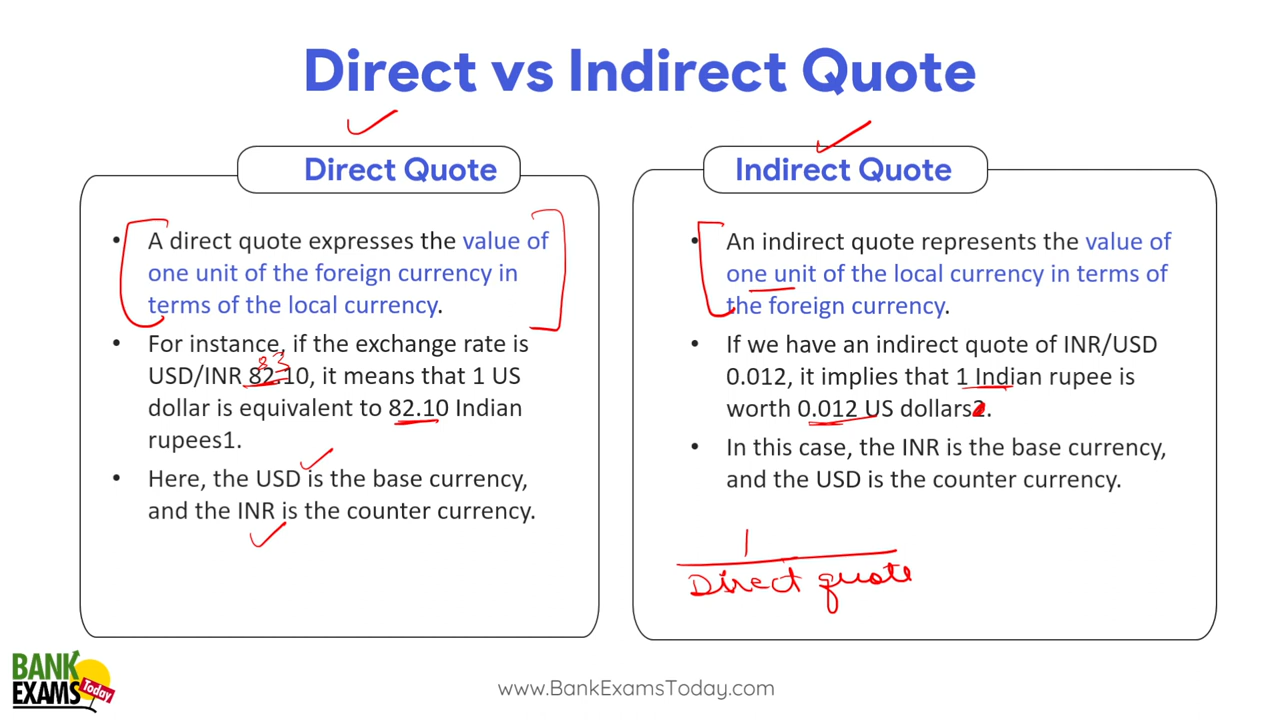 Direct vs Indirect Quote
Direct Quote
• A direct quote expresses the value of
one unit of the foreign currency in
terms of the local currency.
• For instance, if the exchange rate is
83
USD/INR 82.10, it means that 1 US
dollar is equivalent to 82.10 Indian
rupees1.
• Here, the USD is the base currency,
and the INR is the counter currency.
Indirect Quote
• An indirect quote represents the value of
one unit of the local currency in terms of
the foreign currency.
• If we have an indirect quote of INR/USD
0.012, it implies that 1 Indian rupee is
worth 0.012 US dollars2.
• In this case, the INR is the base currency,
and the USD is the counter currency.
1
Direct quote
BANK
EXAMS Today
www.BankExamsToday.com